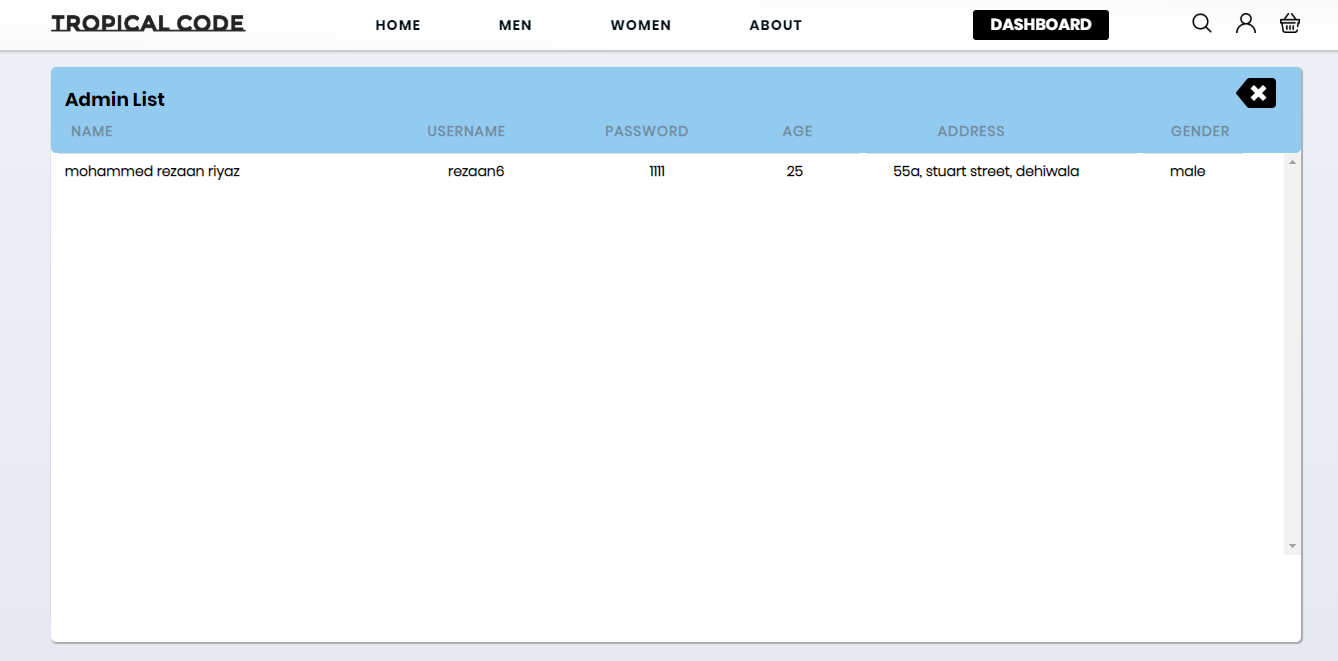 TROPICAL CODE HOME MEN WOMEN ABOUT DASHBOARD
Admin List
NAME USERNAME PASSWORD AGE ADDRESS GENDER
mohammed rezaan riyaz rezaan6 1111 25 55a, stuart street, dehiwala male